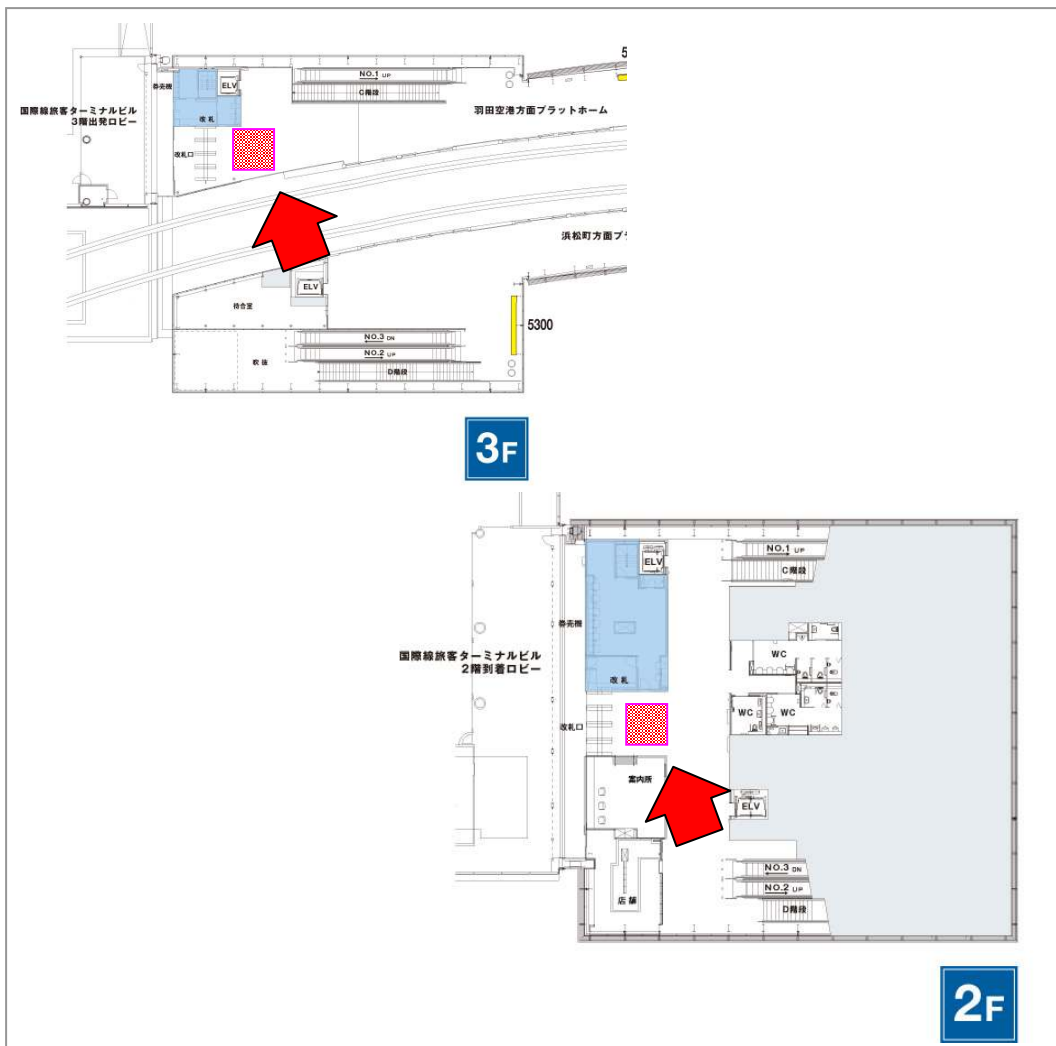 5
NO.1 UP
ELV
券売機
C階段
国際線旅客ターミナルビル
3階出発ロビー
羽田空港方面プラットホーム
改札
改札口
浜松町方面プ
ELV
待合室
5300
NO.3 DN
NO.2 UP
吹抜
D階段
3F
NO.1 UP
ELV
C階段
券売機
国際線旅客ターミナルビル
2階到着ロビー
WC
改札
WC
WC
改札口
案内所
ELV
NO.3 DN
NO.2 UP
店舗
D階段
2F